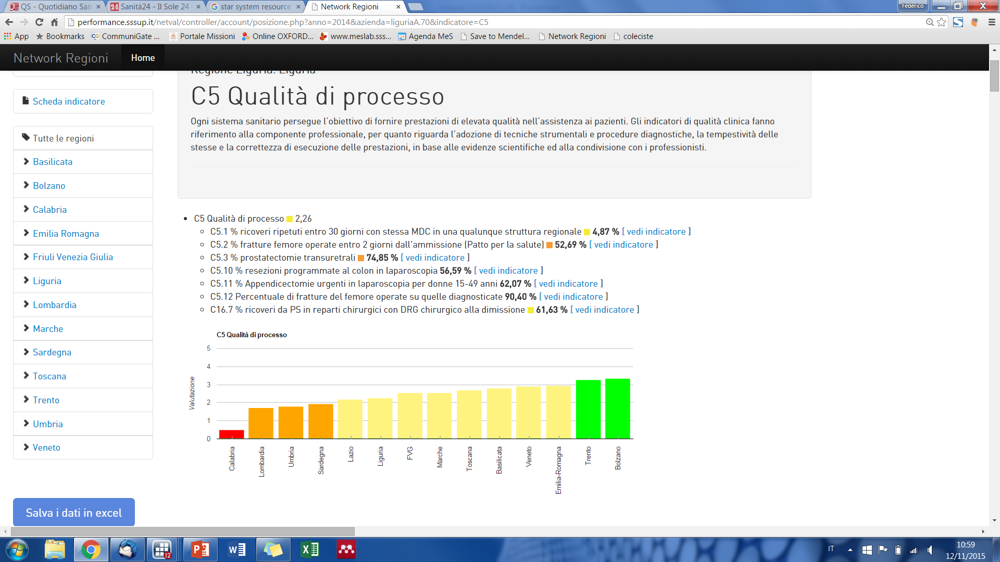 QS - Quotidiano San
Sanità24 - Il Sole 24
star system resource
Network Regioni
Federico
performance.sssup.it/netval/controller/account/posizione.php?anno=2014&azienda=liguriaA.70&indicatore=C5
App
Bookmarks
CommuniGate ...
Portale Missioni
Online OXFORD...
www.meslab.sss...
Agenda MeS
Save to Mendel...
Network Regioni
coleciste
Network Regioni
Home
Regione Liguria: Liguria
C5 Qualità di processo
Ogni sistema sanitario persegue l’obiettivo di fornire prestazioni di elevata qualità nell’assistenza ai pazienti. Gli indicatori di qualità clinica fanno
riferimento alla componente professionale, per quanto riguarda l’adozione di tecniche strumentali e procedure diagnostiche, la tempestività delle
stesse e la correttezza di esecuzione delle prestazioni, in base alle evidenze scientifiche ed alla condivisione con i professionisti.
Scheda indicatore
Tutte le regioni
Basilicata
Bolzano
Calabria
Emilia Romagna
Friuli Venezia Giulia
Liguria
Lombardia
Marche
Sardegna
Toscana
Trento
Umbria
Veneto
Salva i dati in excel
C5 Qualità di processo 2,26
C5.1 % ricoveri ripetuti entro 30 giorni con stessa MDC in una qualunque struttura regionale 4,87 % [ vedi indicatore ]
C5.2 % fratture femore operate entro 2 giorni dall'ammissione (Patto per la salute) 52,69 % [ vedi indicatore ]
C5.3 % prostatectomie transuretrali 74,85 % [ vedi indicatore ]
C5.10 % resezioni programmate al colon in laparoscopia 56,59 % [ vedi indicatore ]
C5.11 % Appendicectomie urgenti in laparoscopia per donne 15-49 anni 62,07 % [ vedi indicatore ]
C5.12 Percentuale di fratture del femore operate su quelle diagnosticate 90,40 % [ vedi indicatore ]
C16.7 % ricoveri da PS in reparti chirurgici con DRG chirurgico alla dimissione 61,63 % [ vedi indicatore ]
C5 Qualità di processo
Valutazione
5
4
3
2
1
0
Calabria
Lombardia
Umbria
Sardegna
Lazio
Liguria
FVG
Marche
Toscana
Basilicata
Veneto
Emilia-Romagna
Trento
Bolzano
12
IT
10:59
12/11/2015